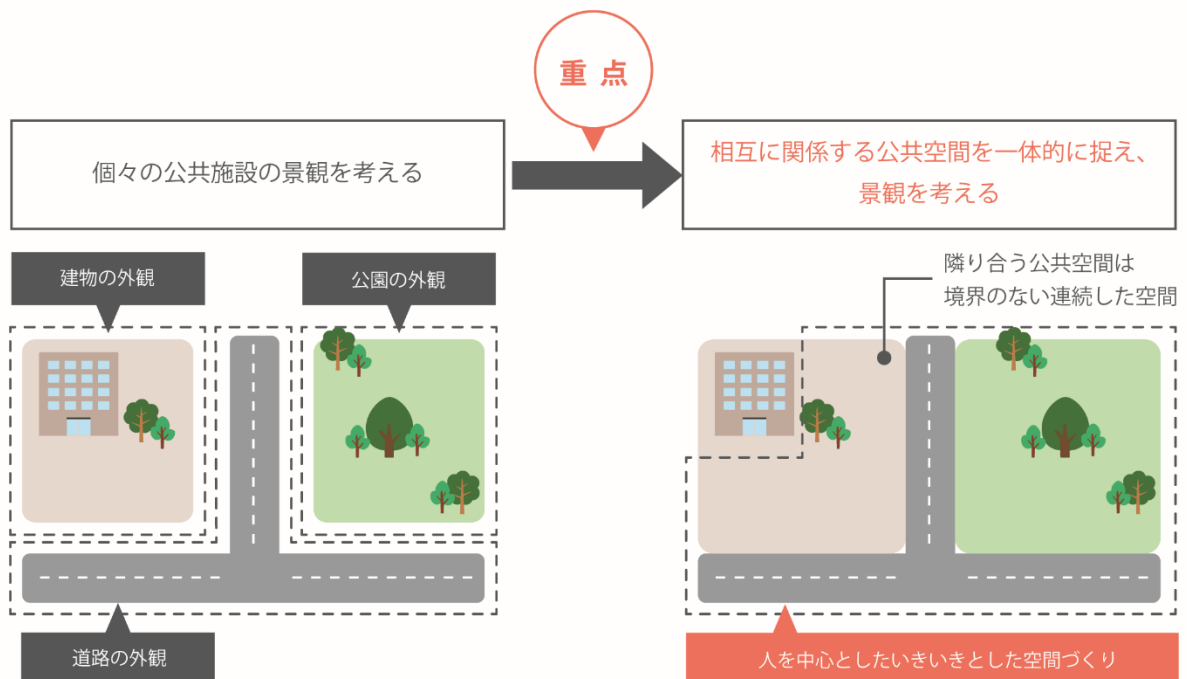 重点
個々の公共施設の景観を考える
相互に関係する公共空間を一体的に捉え、
景観を考える
建物の外観
公園の外観
道路の外観
隣り合う公共空間は
境界のない連続した空間
人を中心としたいきいきとした空間づくり